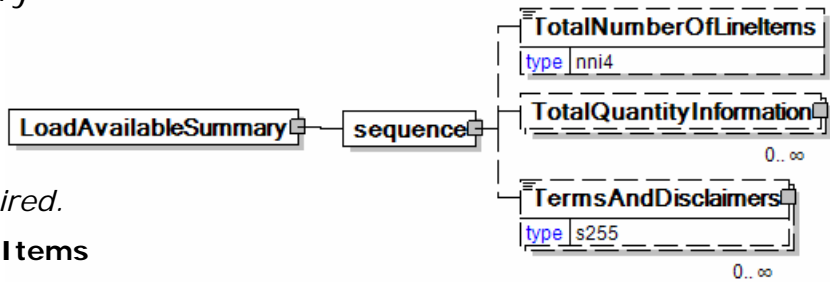 TotalNumberOfLineItems
type nni4
LoadAvailableSummary
sequence
TotalQuantityInformation
0.. ∞
ired.
Items
TermsAndDisclaimers
type s255
0.. ∞